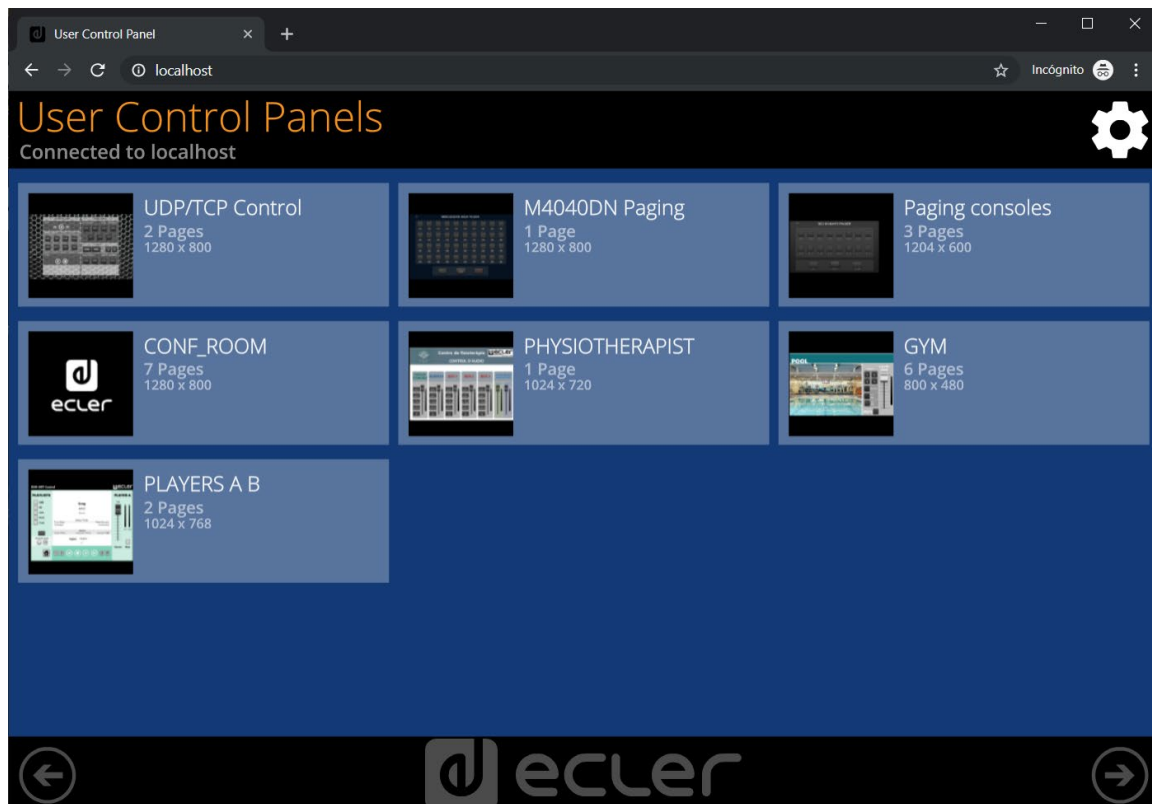 User Control Panel
localhost
Incógnito
User Control Panels
Connected to localhost
UDP/TCP Control
2 Pages
1280 x 800
M4040DN Paging
1 Page
1280 x 800
Paging consoles
3 Pages
1204 x 600
ecler
CONF_ROOM
7 Pages
1280 x 800
PHYSIOTHERAPIST
1 Page
1024 x 720
POOL
GYM
6 Pages
800 x 480
PLAYERS A B
2 Pages
1024 x 768
ecler